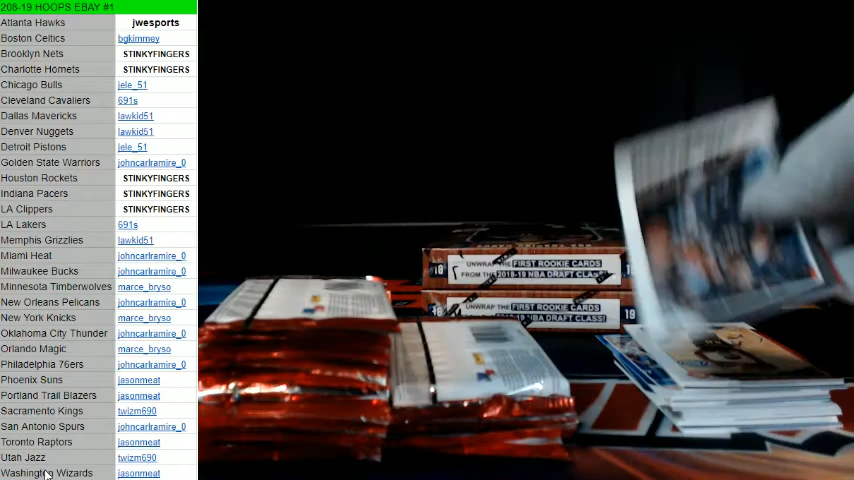 208-19 HOOPS EBAY #1
Atlanta Hawks jwesports
Boston Celtics bgkimmey
Brooklyn Nets STINKYFINGERS
Charlotte Hornets STINKYFINGERS
Chicago Bulls jele_51
Cleveland Cavaliers 691s
Dallas Mavericks lawkid51
Denver Nuggets lawkid51
Detroit Pistons jele_51
Golden State Warriors johncarlramire_0
Houston Rockets STINKYFINGERS
Indiana Pacers STINKYFINGERS
LA Clippers STINKYFINGERS
LA Lakers 691s
Memphis Grizzlies lawkid51
Miami Heat johncarlramire_0
Milwaukee Bucks johncarlramire_0
Minnesota Timberwolves marce_bryso
New Orleans Pelicans johncarlramire_0
New York Knicks marce_bryso
Oklahoma City Thunder johncarlramire_0
Orlando Magic marce_bryso
Philadelphia 76ers johncarlramire_0
Phoenix Suns jasonmeat
Portland Trail Blazers jasonmeat
Sacramento Kings twizm690
San Antonio Spurs johncarlramire_0
Toronto Raptors jasonmeat
Utah Jazz twizm690
Washington Wizards jasonmeat
UNWRAP THE FIRST ROOKIE CARDS
FROM THE 2018-19 NBA DRAFT CLASS!
UNWRAP THE FIRST ROOKIE CARDS
NBA DRAFT CLASS!
19